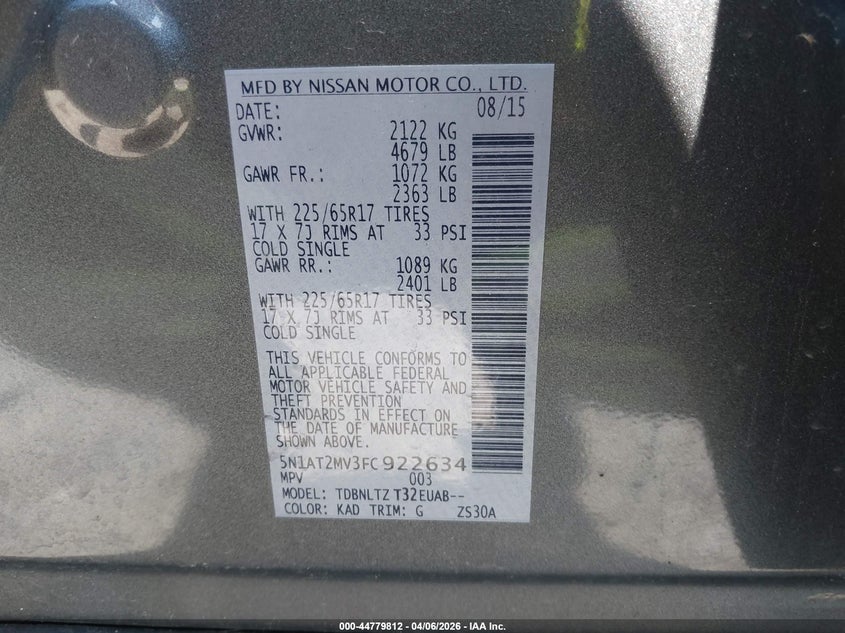 MFD BY NISSAN MOTOR CO., LTD.
DATE: 08/15
GVWR: 2122 KG
4679 LB
GAWR FR.: 1072 KG
2363 LB
WITH 225/65R17 TIRES
17 X 7J RIMS AT 33 PSI
COLD SINGLE
GAWR RR.: 1089 KG
2401 LB
WITH 225/65R17 TIRES
17 X 7J RIMS AT 33 PSI
COLD SINGLE
THIS VEHICLE CONFORMS TO
ALL APPLICABLE FEDERAL
MOTOR VEHICLE SAFETY AND
THEFT PREVENTION
STANDARDS IN EFFECT ON
THE DATE OF MANUFACTURE
SHOWN ABOVE.
5N1AT2MV3FC922634
MPV 003
MODEL: TDBNLTZ T32EUAB--
COLOR: KAD TRIM: G ZS30A
000-44779812 - 04/06/2026 - IAA Inc.